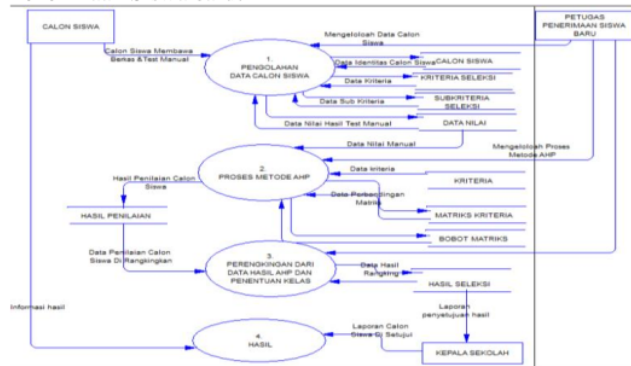 CALON SISWA
PETUGAS
PENERIMAAN SISWA
BARU
Mengelolcah Data Calon
Siswa
Calon Siswa Membawa
Berkas &Test Manual
1.
PENGOLAHAN
DATA CALON SISWA
Data Identitas Calon Siswa
CALON SISWA
KRITERIA SELEKSI
Data Kriteria
SUBKRITERIA
SELEKSI
Data Sub Kriteria
Data Nilai Hasil Test Manual
DATA NILAI
Data Nilai Manual
Mengelolcah Proses
Metode AHP
2.
PROSES METODE AHP
Data kriteria
KRITERIA
Hasil Penilaian Calon
Siswa
Data Perbandingan
Matrik
MATRIKS KRITERIA
HASIL PENILAIAN
BOBOT MATRIKS
Data Penilaian Calon
Siswa Di Rangkingkan
3.
PERENGKINGAN DARI
DATA HASIL AHP DAN
PENENTUAN KELAS
Data Hasil
Rangking
HASIL SELEKSI
Informasi hasil
Laporan
penyetujuan hasil
4.
HASIL
Laporan Calon
Siswa Di Setujui
KEPALA SEKOLAH